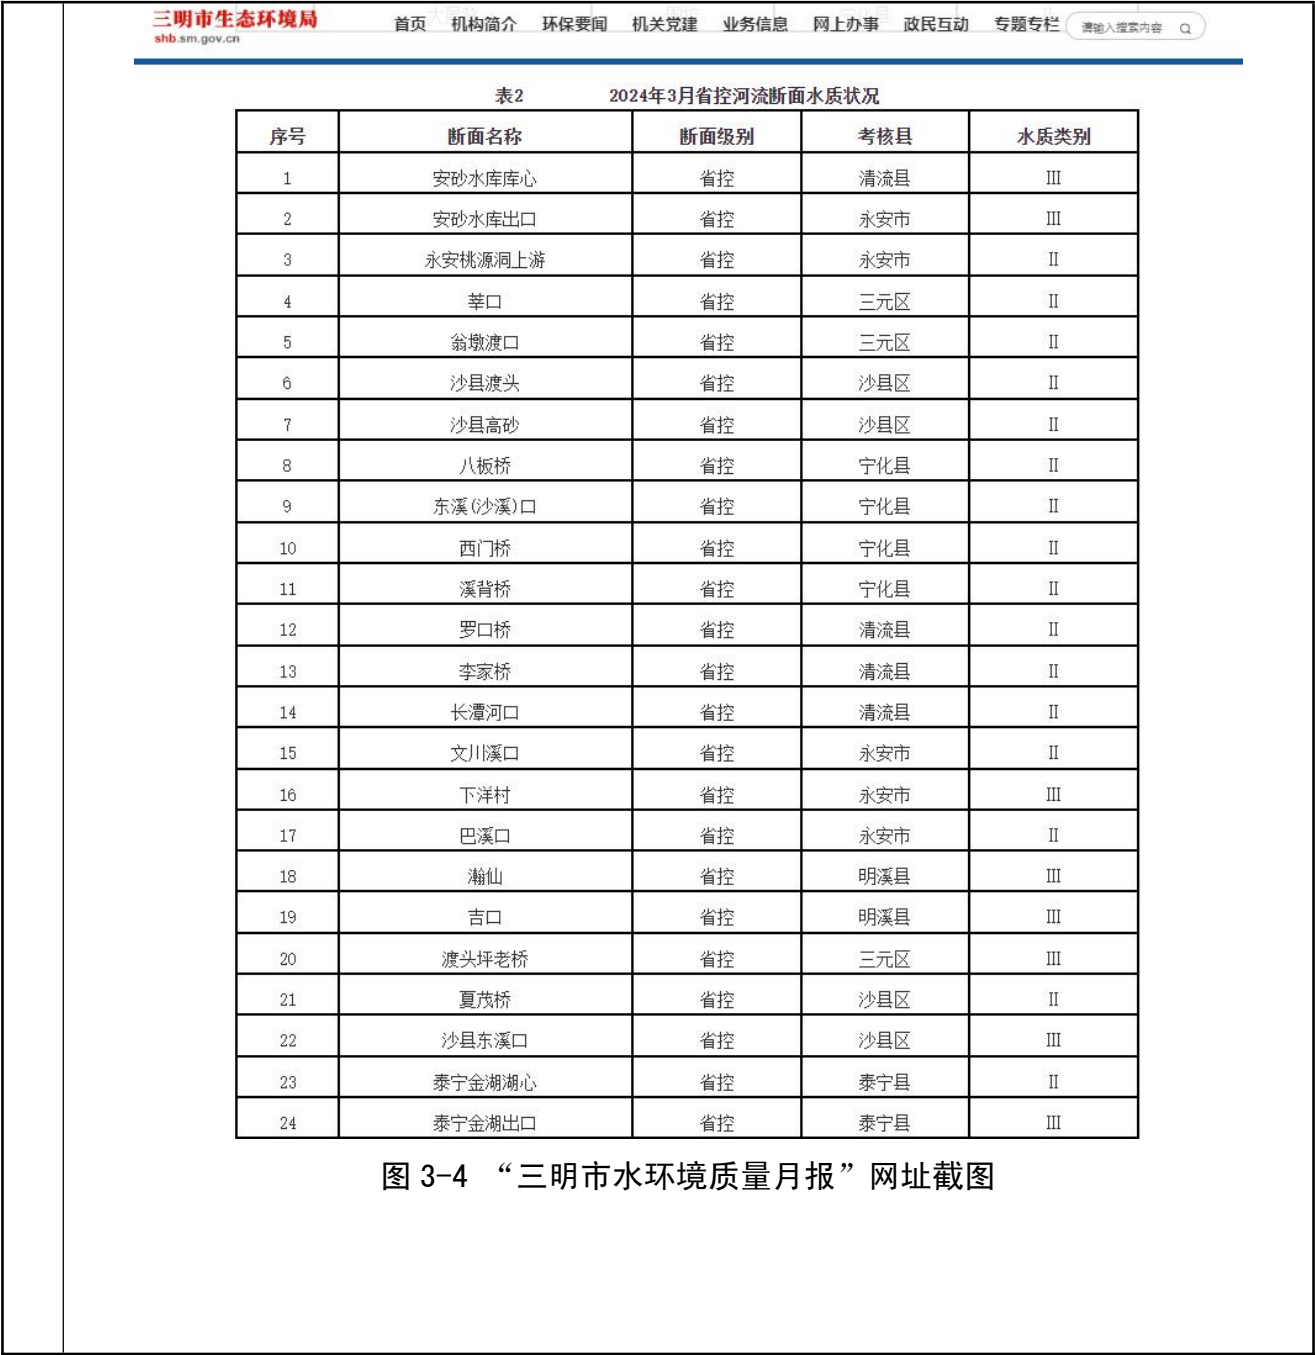 三明市生态环境局
shb.sm.gov.cn
首页 机构简介 环保要闻 机关党建 业务信息 网上办事 政民互动 专题专栏 请输入搜索内容
表2 2024年3月省控河流断面水质状况
序号 断面名称 断面级别 考核县 水质类别
1 安砂水库库心 省控 清流县 III
2 安砂水库出口 省控 永安市 III
3 永安桃源洞上游 省控 永安市 II
4 莘口 省控 三元区 II
5 翁墩渡口 省控 三元区 II
6 沙县渡头 省控 沙县区 II
7 沙县高砂 省控 沙县区 II
8 八板桥 省控 宁化县 II
9 东溪(沙溪)口 省控 宁化县 II
10 西门桥 省控 宁化县 II
11 溪背桥 省控 宁化县 II
12 罗口桥 省控 清流县 II
13 李家桥 省控 清流县 II
14 长潭河口 省控 清流县 II
15 文川溪口 省控 永安市 II
16 下洋村 省控 永安市 III
17 巴溪口 省控 永安市 II
18 瀚仙 省控 明溪县 III
19 吉口 省控 明溪县 III
20 渡头坪老桥 省控 三元区 III
21 夏茂桥 省控 沙县区 II
22 沙县东溪口 省控 沙县区 III
23 泰宁金湖湖心 省控 泰宁县 II
24 泰宁金湖出口 省控 泰宁县 III
图 3-4 “三明市水环境质量月报”网址截图